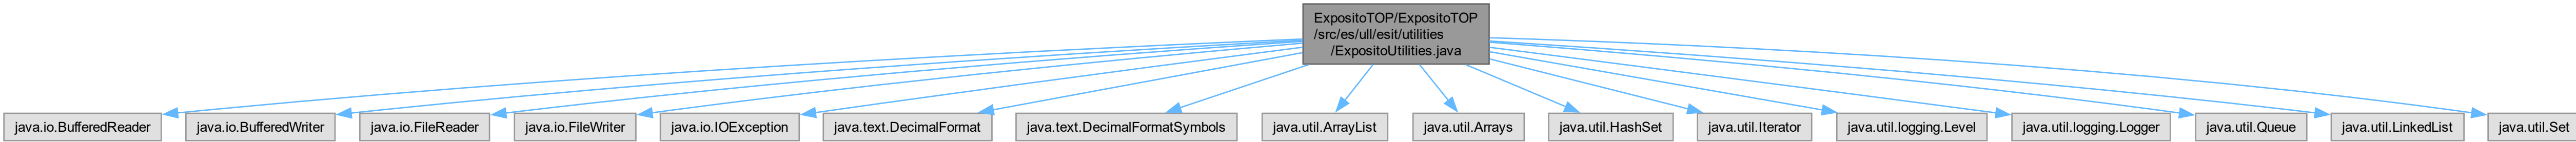 ExpositoTOP/ExpositoTOP
/src/es/ull/esit/utilities
/ExpositoUtilities.java
java.io.BufferedReader
java.io.BufferedWriter
java.io.FileReader
java.io.FileWriter
java.io.IOException
java.text.DecimalFormat
java.text.DecimalFormatSymbols
java.util.ArrayList
java.util.Arrays
java.util.HashSet
java.util.Iterator
java.util.logging.Level
java.util.logging.Logger
java.util.Queue
java.util.LinkedList
java.util.Set